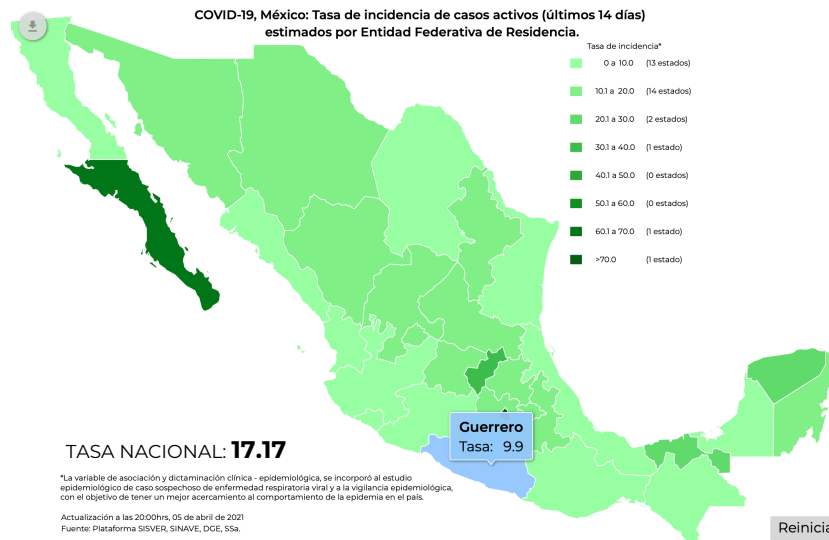 COVID-19, México: Tasa de incidencia de casos activos (últimos 14 días)
estimados por Entidad Federativa de Residencia.
Tasa de incidencia*
0 a 10.0 (13 estados)
10.1 a 20.0 (14 estados)
20.1 a 30.0 (2 estados)
30.1 a 40.0 (1 estado)
40.1 a 50.0 (0 estados)
50.1 a 60.0 (0 estados)
60.1 a 70.0 (1 estado)
>70.0 (1 estado)
Guerrero
Tasa: 9.9
TASA NACIONAL: 17.17
*La variable de asociación y dictaminación clínica - epidemiológica, se incorporó al estudio
epidemiológico de caso sospechoso de enfermedad respiratoria viral y a la vigilancia epidemiológica,
con el objetivo de tener un mejor acercamiento al comportamiento de la epidemia en el país.
Actualización a las 20:00hrs, 05 de abril de 2021
Fuente: Plataforma SISVER, SINAVE, DGE, SSa.
Reinicia